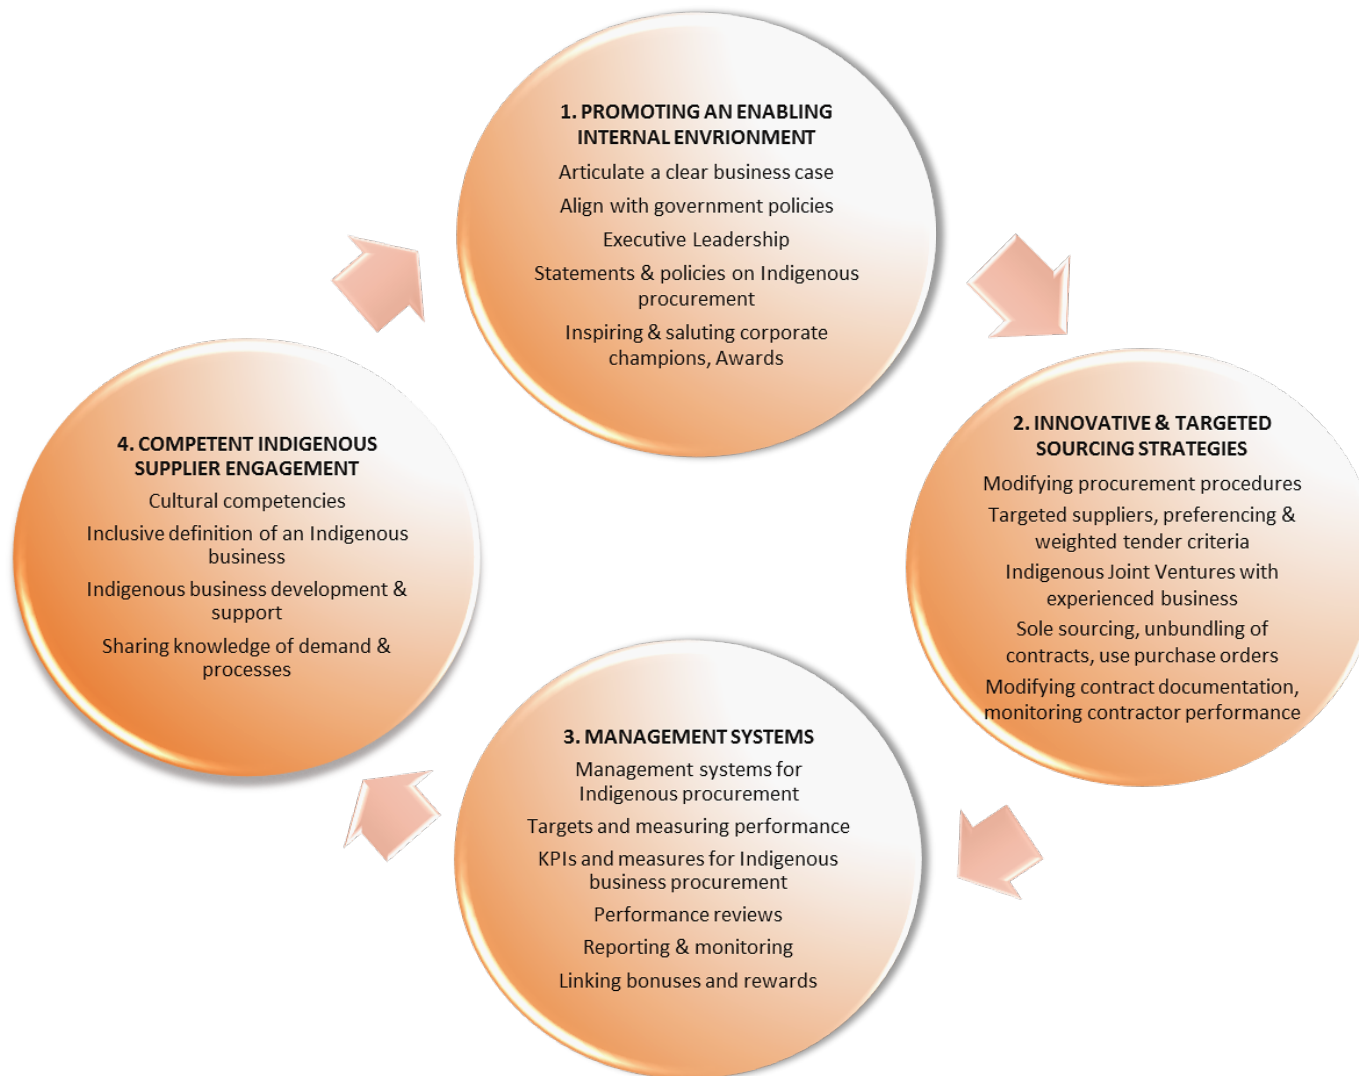 1. PROMOTING AN ENABLING
INTERNAL ENVRIONMENT
Articulate a clear business case
Align with government policies
Executive Leadership
Statements & policies on Indigenous
procurement
Inspiring & saluting corporate
champions, Awards
2. INNOVATIVE & TARGETED
SOURCING STRATEGIES
Modifying procurement procedures
Targeted suppliers, preferencing &
weighted tender criteria
Indigenous Joint Ventures with
experienced business
Sole sourcing, unbundling of
contracts, use purchase orders
Modifying contract documentation,
monitoring contractor performance
3. MANAGEMENT SYSTEMS
Management systems for
Indigenous procurement
Targets and measuring performance
KPIs and measures for Indigenous
business procurement
Performance reviews
Reporting & monitoring
Linking bonuses and rewards
4. COMPETENT INDIGENOUS
SUPPLIER ENGAGEMENT
Cultural competencies
Inclusive definition of an Indigenous
business
Indigenous business development &
support
Sharing knowledge of demand &
processes